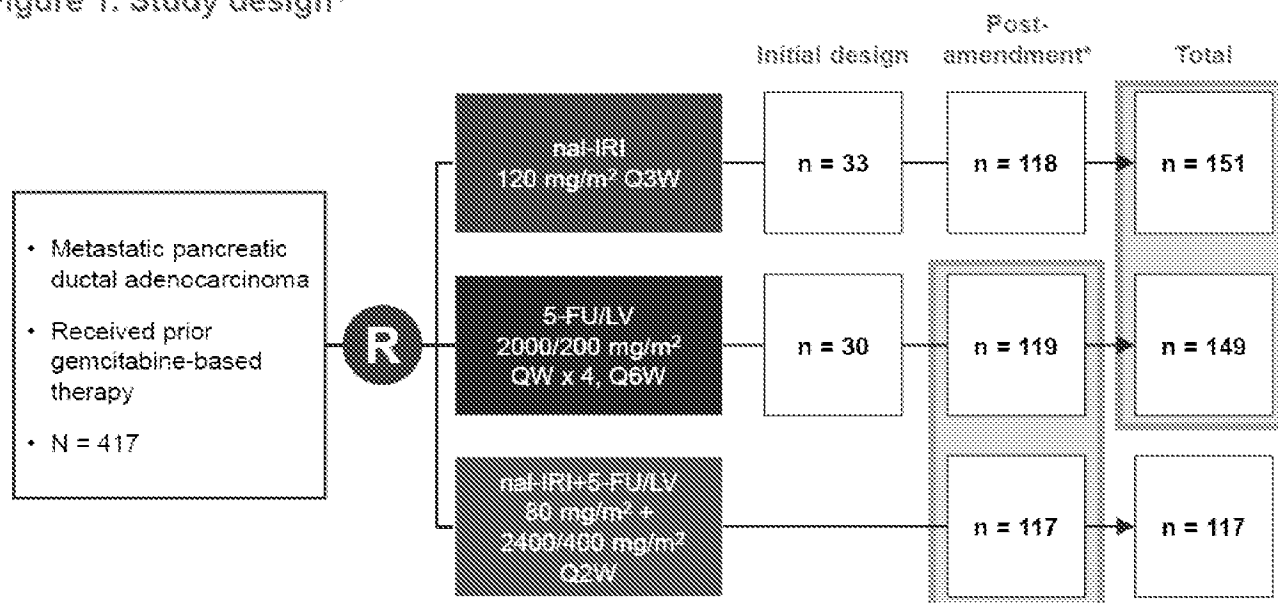 Figure 1. Study design
Initial design
Post-
amendment*
Total
• Metastatic pancreatic
ductal adenocarcinoma
• Received prior
gemcitabine-based
therapy
• N = 417
R
nal-IRI
120 mg/m² Q3W
n = 33
n = 118
n = 151
5-FU/LV
2000/200 mg/m²
QW x 4, Q6W
n = 30
n = 119
n = 149
nal-IRI+5-FU/LV
80 mg/m² +
2400/400 mg/m²
Q2W
n = 117
n = 117